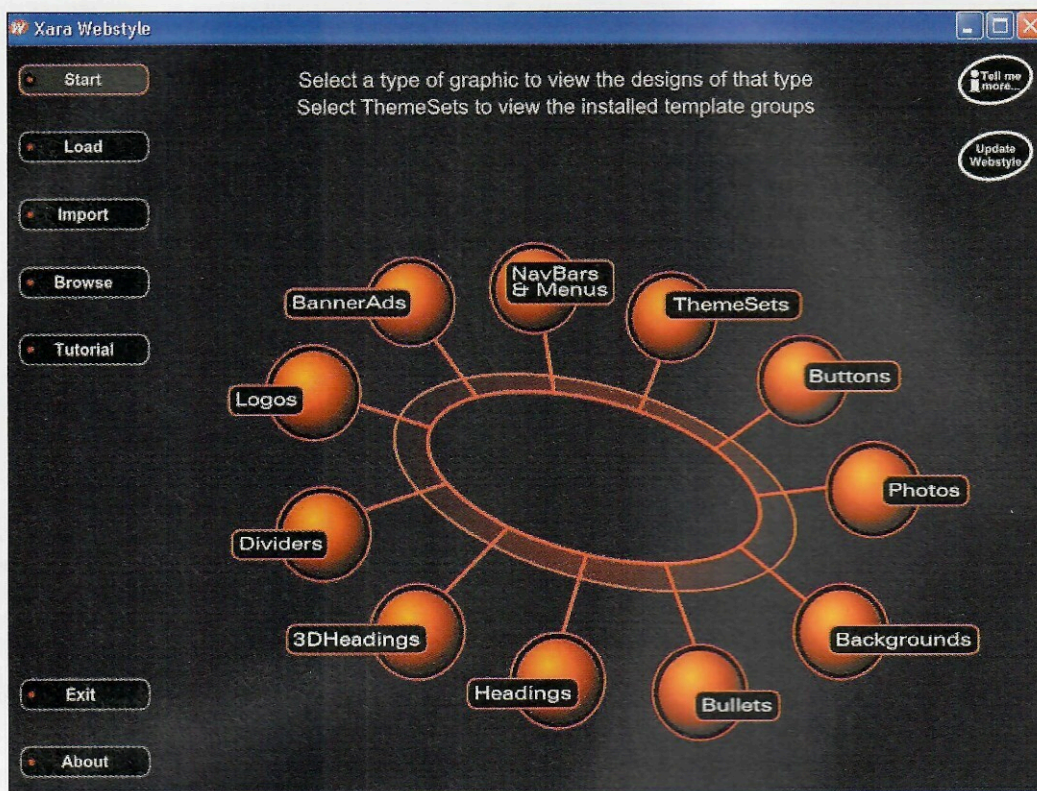 Xara Webstyle
Start
Load
Import
Browse
Tutorial
Exit
About
Select a type of graphic to view the designs of that type
Select ThemeSets to view the installed template groups
Tell me
more...
Update
Webstyle
BannerAds
NavBars
& Menus
ThemeSets
Buttons
Logos
Photos
Dividers
3DHeadings
Backgrounds
Headings
Bullets